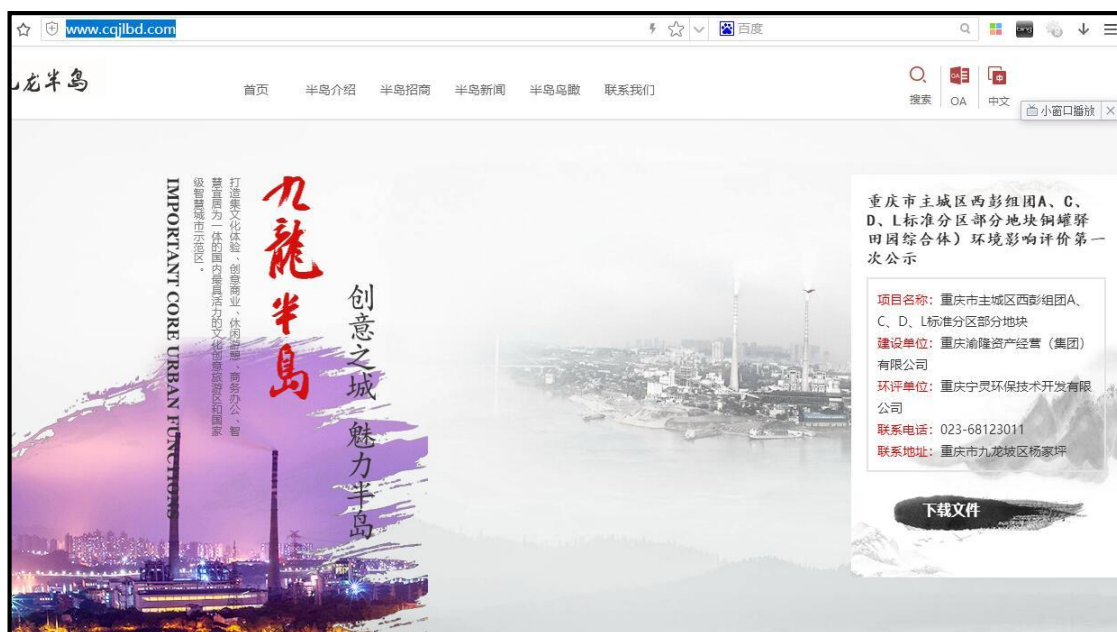 www.cqjlbd.com
百度
九龙半岛
首页 半岛介绍 半岛招商 半岛新闻 半岛鸟瞰 联系我们
搜索 OA 中文
小窗口播放
九龍半島
创意之城 魅力半岛
打造集文化体验、创意商业、休闲游憩、商务办公、智
慧宜居为一体的国内最具活力的文化创意旅游区和国家
级智慧城市示范区。
IMPORTANT CORE URBAN FUNCTIONS
重庆市主城区西彭组团A、C、
D、L标准分区部分地块铜罐驿
田园综合体）环境影响评价第一
次公示
项目名称：重庆市主城区西彭组团A、
C、D、L标准分区部分地块
建设单位：重庆渝隆资产经营（集团）
有限公司
环评单位：重庆宁灵环保技术开发有限
公司
联系电话：023-68123011
联系地址：重庆市九龙坡区杨家坪
下载文件